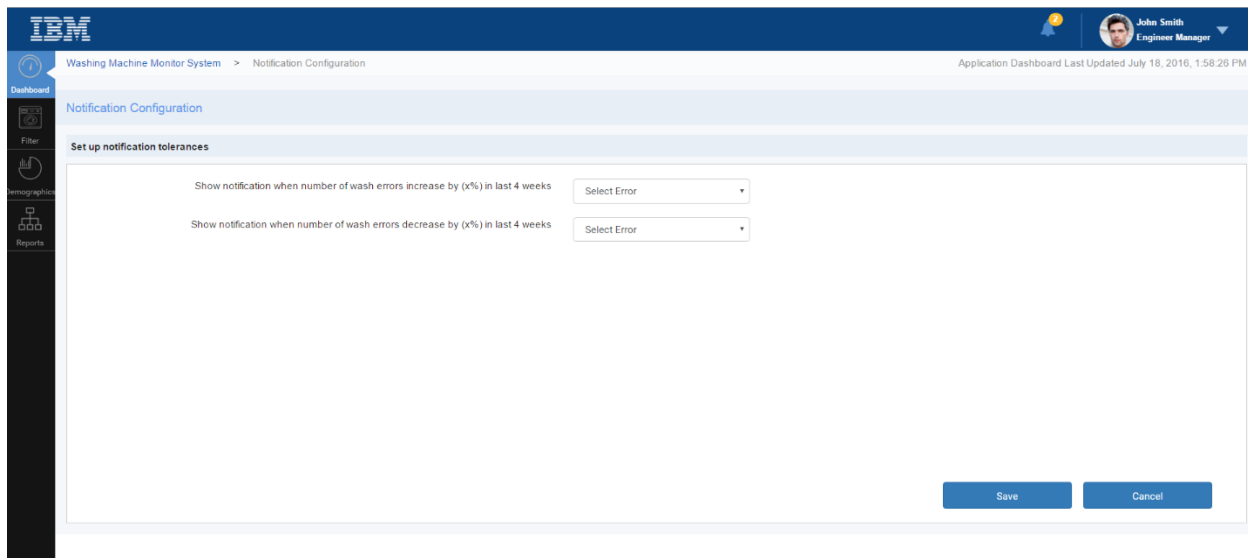 IBM
2
John Smith
Engineer Manager
Washing Machine Monitor System > Notification Configuration
Application Dashboard Last Updated July 18, 2016, 1:58:26 PM
Dashboard
Filter
Demographics
Reports
Notification Configuration
Set up notification tolerances
Show notification when number of wash errors increase by (x%) in last 4 weeks
Select Error
Show notification when number of wash errors decrease by (x%) in last 4 weeks
Select Error
Save
Cancel